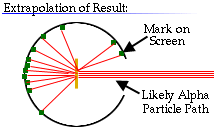 Extrapolation of Result:
Mark on
Screen
Likely Alpha
Particle Path